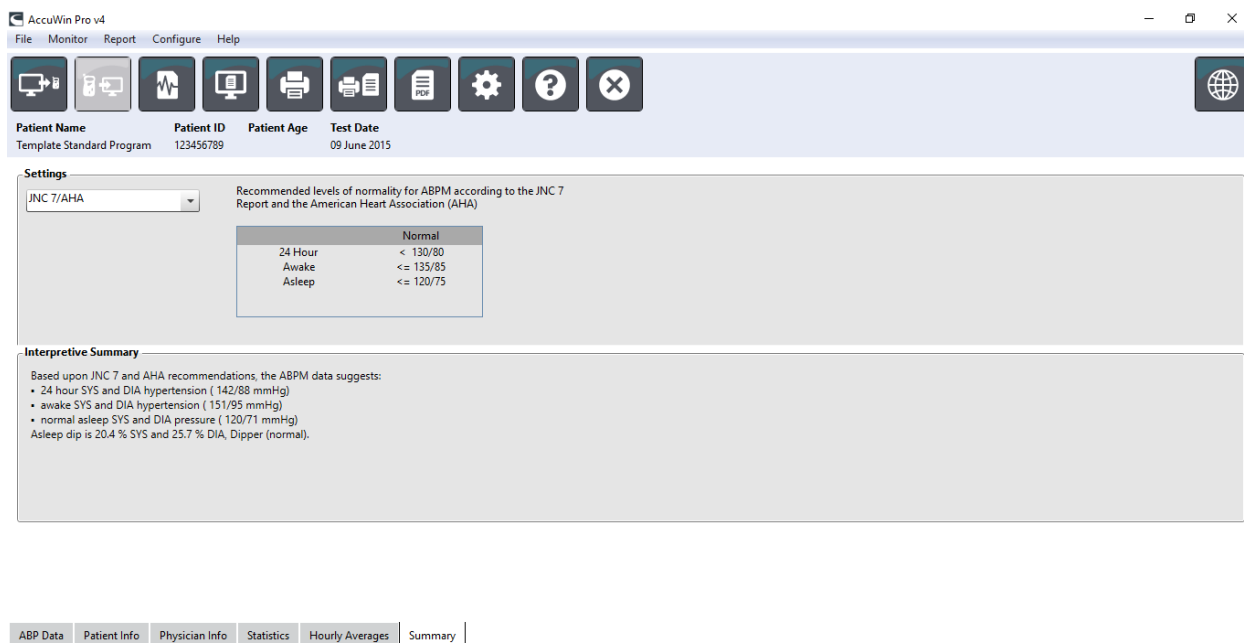 AccuWin Pro v4
File Monitor Report Configure Help
PDF
Patient Name Patient ID Patient Age Test Date
Template Standard Program 123456789 09 June 2015
Settings
JNC 7/AHA
Recommended levels of normality for ABPM according to the JNC 7
Report and the American Heart Association (AHA)
Normal
24 Hour < 130/80
Awake <= 135/85
Asleep <= 120/75
Interpretive Summary
Based upon JNC 7 and AHA recommendations, the ABPM data suggests:
• 24 hour SYS and DIA hypertension ( 142/88 mmHg)
• awake SYS and DIA hypertension ( 151/95 mmHg)
• normal asleep SYS and DIA pressure ( 120/71 mmHg)
Asleep dip is 20.4 % SYS and 25.7 % DIA, Dipper (normal).
ABP Data Patient Info Physician Info Statistics Hourly Averages Summary